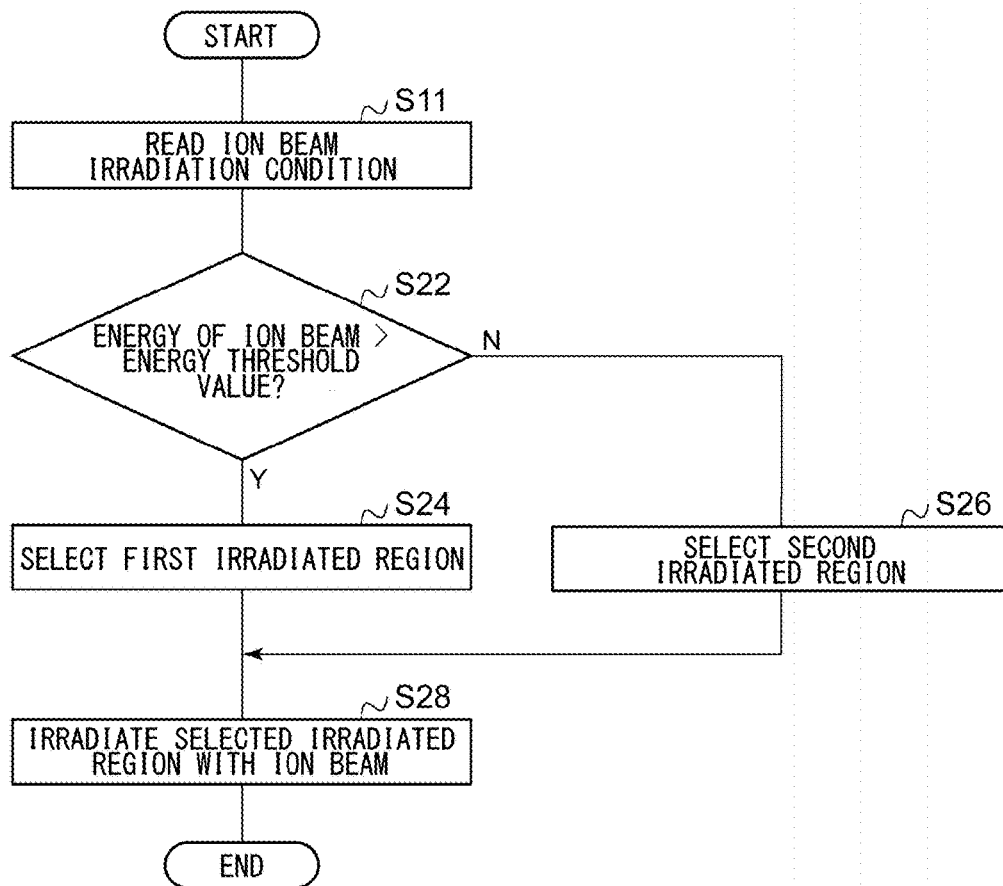 START
S11
READ ION BEAM
IRRADIATION CONDITION
S22
ENERGY OF ION BEAM >
ENERGY THRESHOLD
VALUE?
N
Y
S24
SELECT FIRST IRRADIATED REGION
S26
SELECT SECOND
IRRADIATED REGION
S28
IRRADIATE SELECTED IRRADIATED
REGION WITH ION BEAM
END